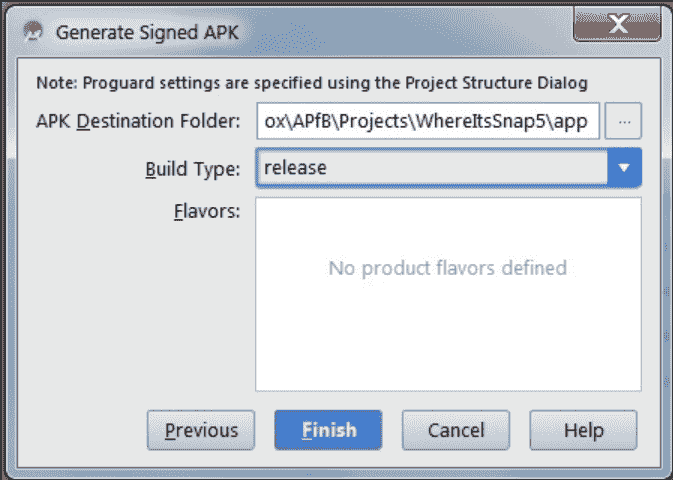 Generate Signed APK
Note: Proguard settings are specified using the Project Structure Dialog
APK Destination Folder: ox\APfB\Projects\WhereItsSnap5\app ...
Build Type: release
Flavors:
No product flavors defined
Previous Finish Cancel Help